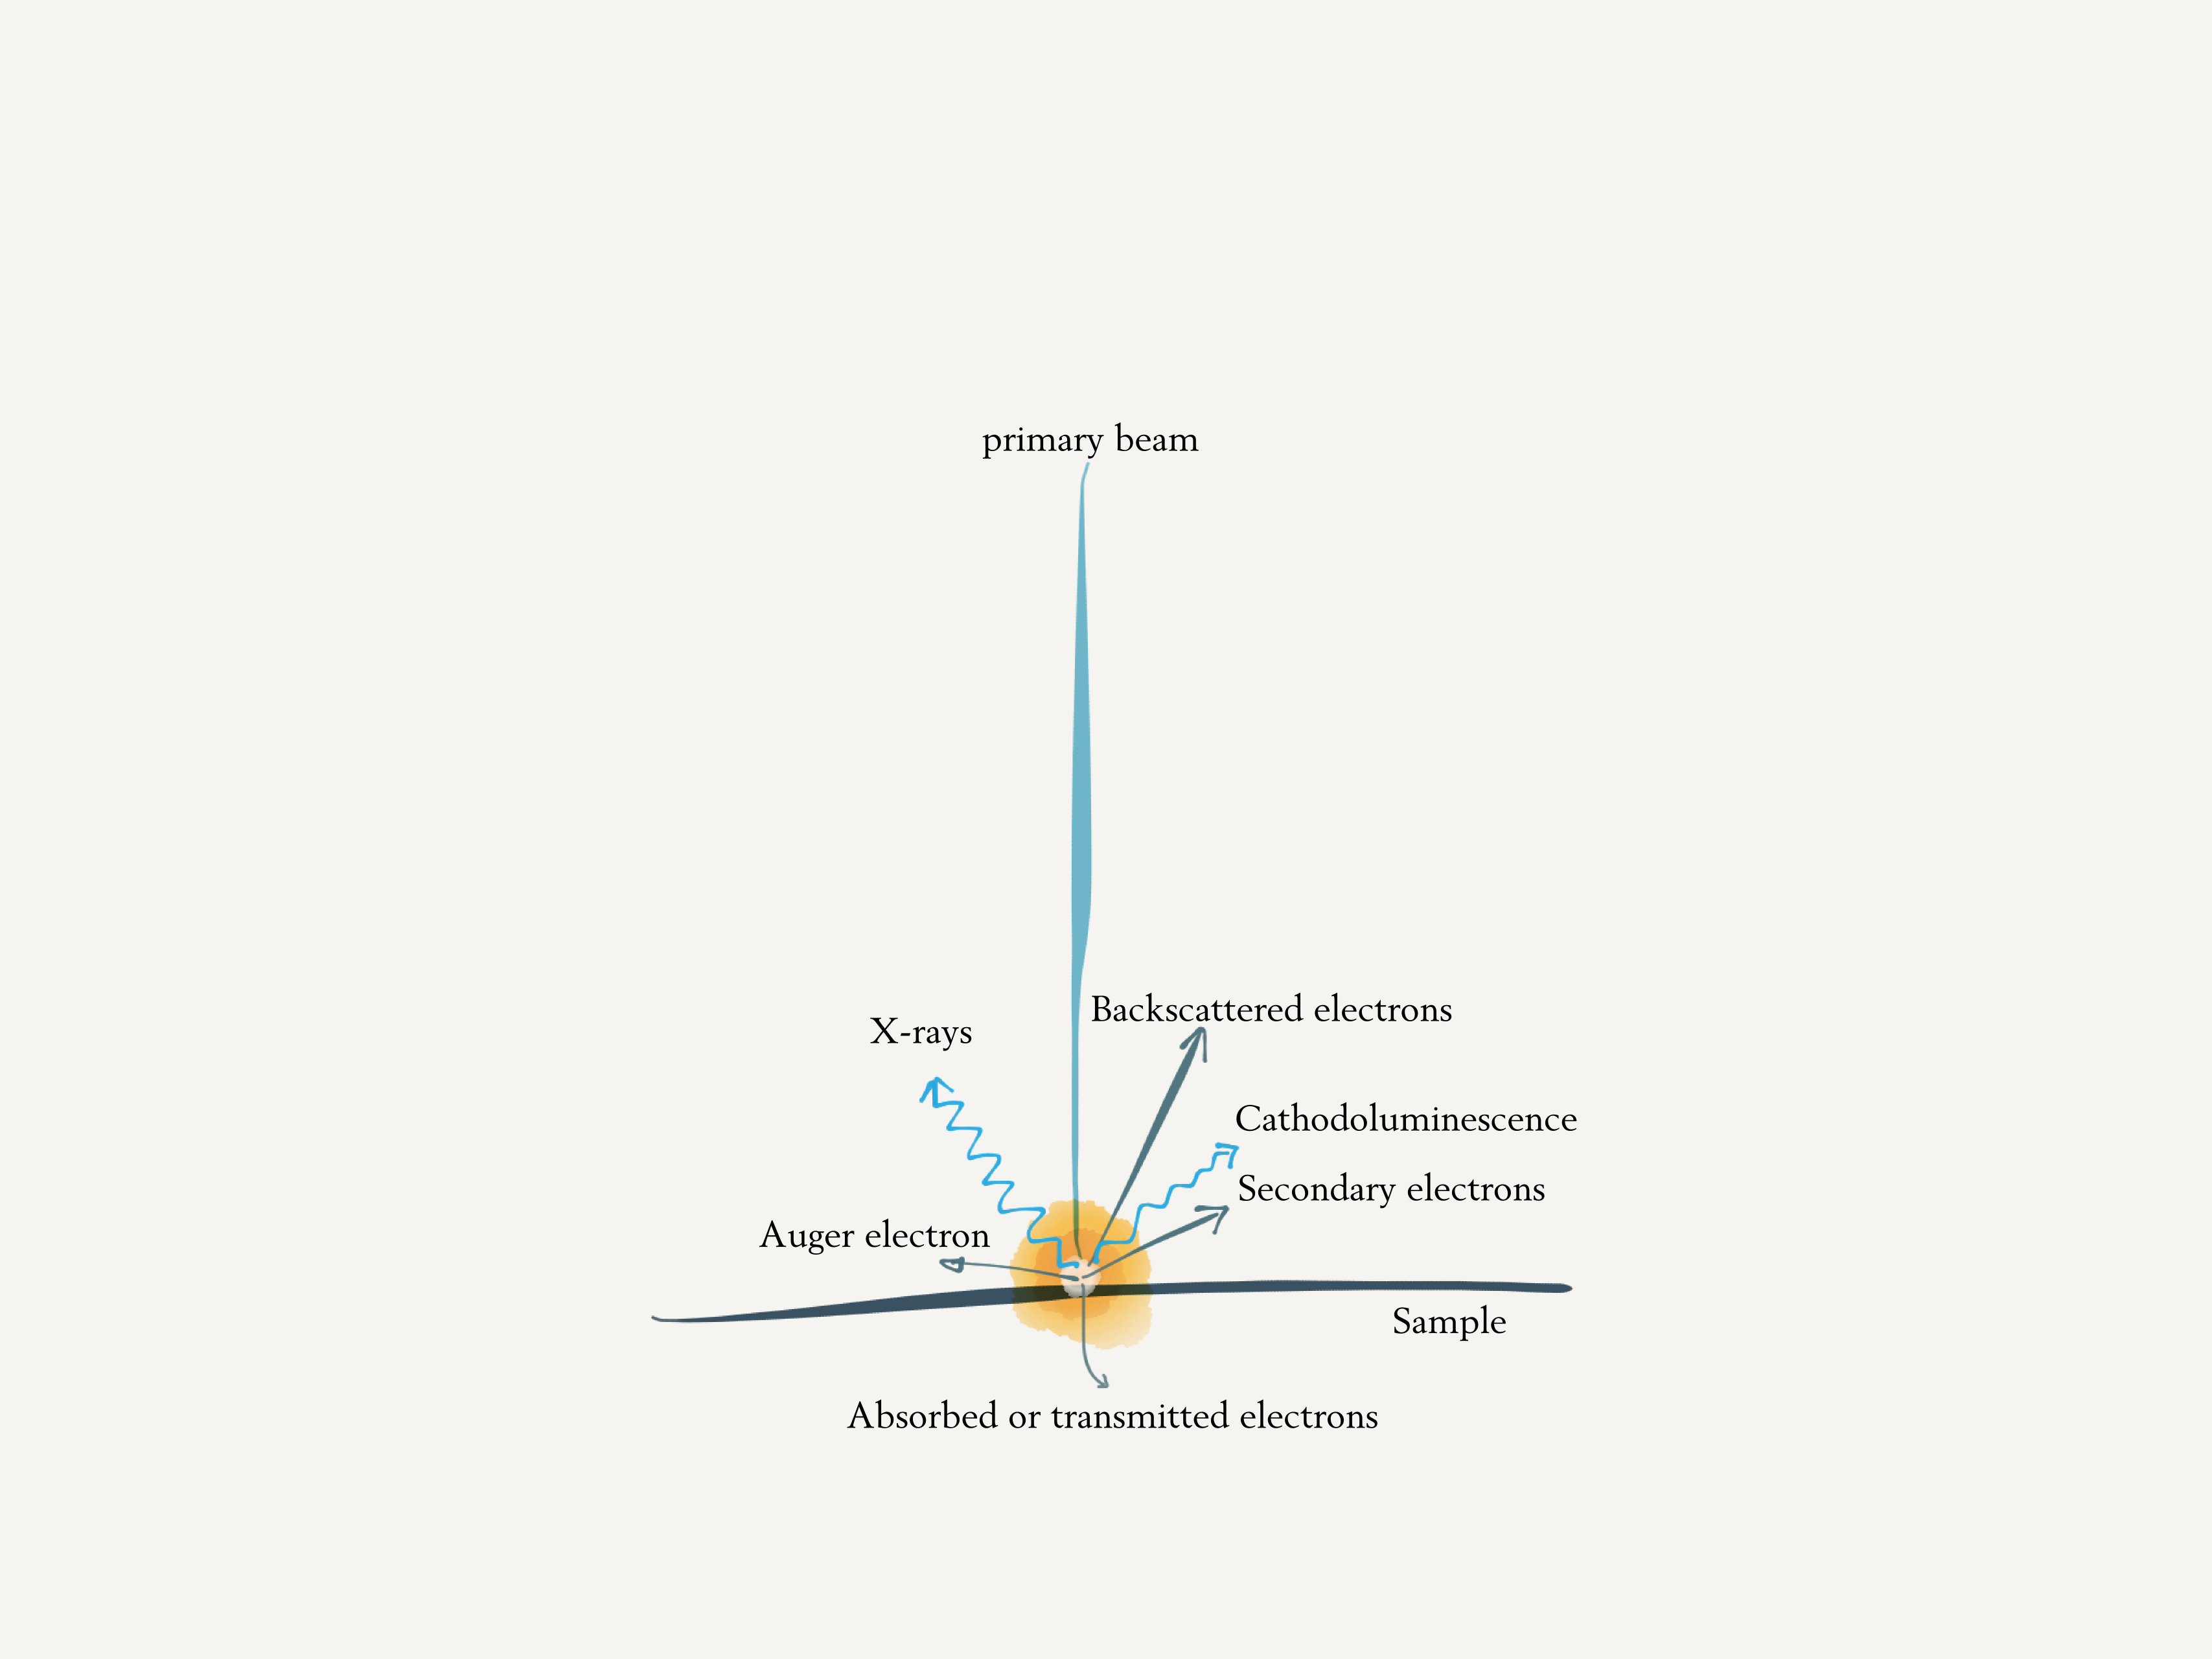 primary beam
Backscattered electrons
X-rays
Cathodoluminescence
Secondary electrons
Auger electron
Sample
Absorbed or transmitted electrons